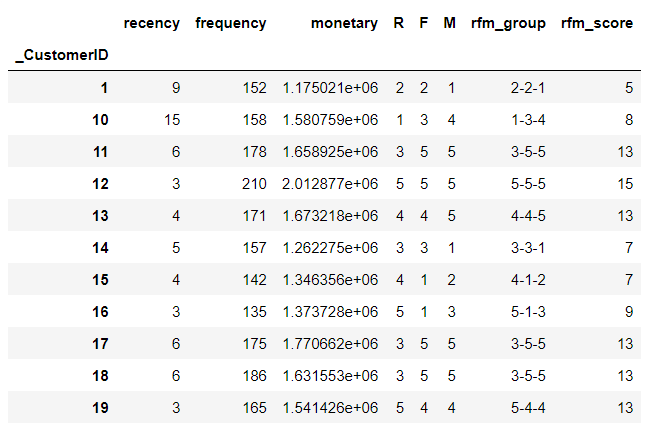 recency frequency monetary R F M rfm_group rfm_score
_CustomerID
1 9 152 1.175021e+06 2 2 1 2-2-1 5
10 15 158 1.580759e+06 1 3 4 1-3-4 8
11 6 178 1.658925e+06 3 5 5 3-5-5 13
12 3 210 2.012877e+06 5 5 5 5-5-5 15
13 4 171 1.673218e+06 4 4 5 4-4-5 13
14 5 157 1.262275e+06 3 3 1 3-3-1 7
15 4 142 1.346356e+06 4 1 2 4-1-2 7
16 3 135 1.373728e+06 5 1 3 5-1-3 9
17 6 175 1.770662e+06 3 5 5 3-5-5 13
18 6 186 1.631553e+06 3 5 5 3-5-5 13
19 3 165 1.541426e+06 5 4 4 5-4-4 13